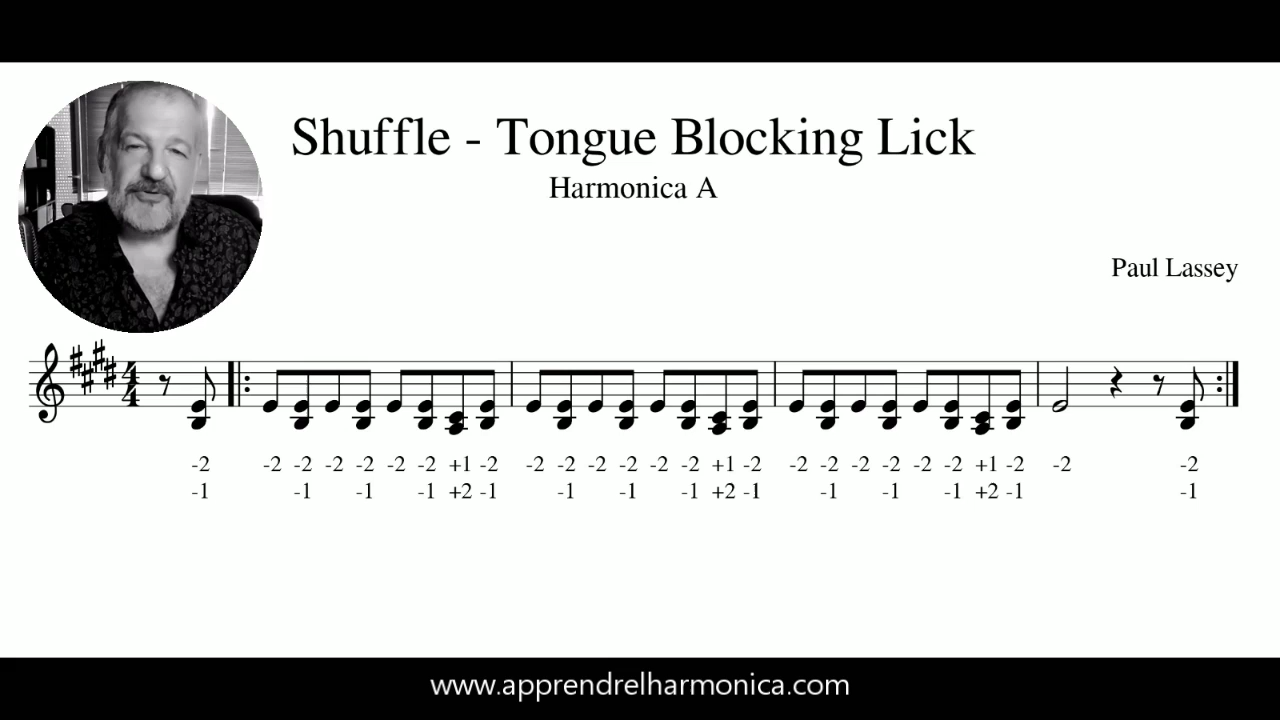 Shuffle - Tongue Blocking Lick
Harmonica A
Paul Lassey
4
4
-2 -2 -2 -2 -2 -2 -2 +1 -2 -2 -2 -2 -2 -2 -2 +1 -2 -2 -2 -2 -2 -2 -2 +1 -2 -2 -2
-1 -1 -1 -1 +2 -1 -1 -1 -1 +2 -1 -1 -1 -1 +2 -1 -1
www.apprendrelharmonica.com